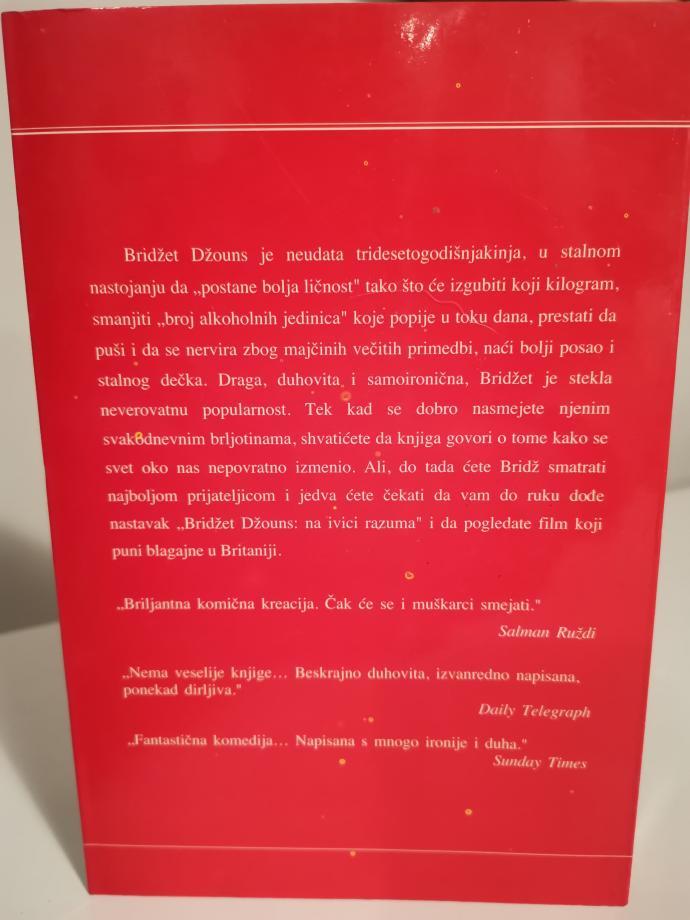 Bridžet Džouns je neudata tridesetogodišnjakinja, u stalnom
nastojanju da „postane bolja ličnost" tako što će izgubiti koji kilogram,
smanjiti „broj alkoholnih jedinica" koje popije u toku dana, prestati da
puši i da se nervira zbog majčinih večitih primedbi, naći bolji posao i
stalnog dečka. Draga, duhovita i samoironična, Bridžet je stekla
neverovatnu popularnost. Tek kad se dobro nasmejete njenim
svakodnevnim brljotinama, shvatićete da knjiga govori o tome kako se
svet oko nas nepovratno izmenio. Ali, do tada ćete Bridž smatrati
najboljom prijateljicom i jedva ćete čekati da vam do ruku dođe
nastavak „Bridžet Džouns: na ivici razuma" i da pogledate film koji
puni blagajne u Britaniji.
„Briljantna komična kreacija. Čak će se i muškarci smejati."
Salman Ruždi
„Nema veselije knjige... Beskrajno duhovita, izvanredno napisana,
ponekad dirljiva."
Daily Telegraph
„Fantastična komedija... Napisana s mnogo ironije i duha."
Sunday Times